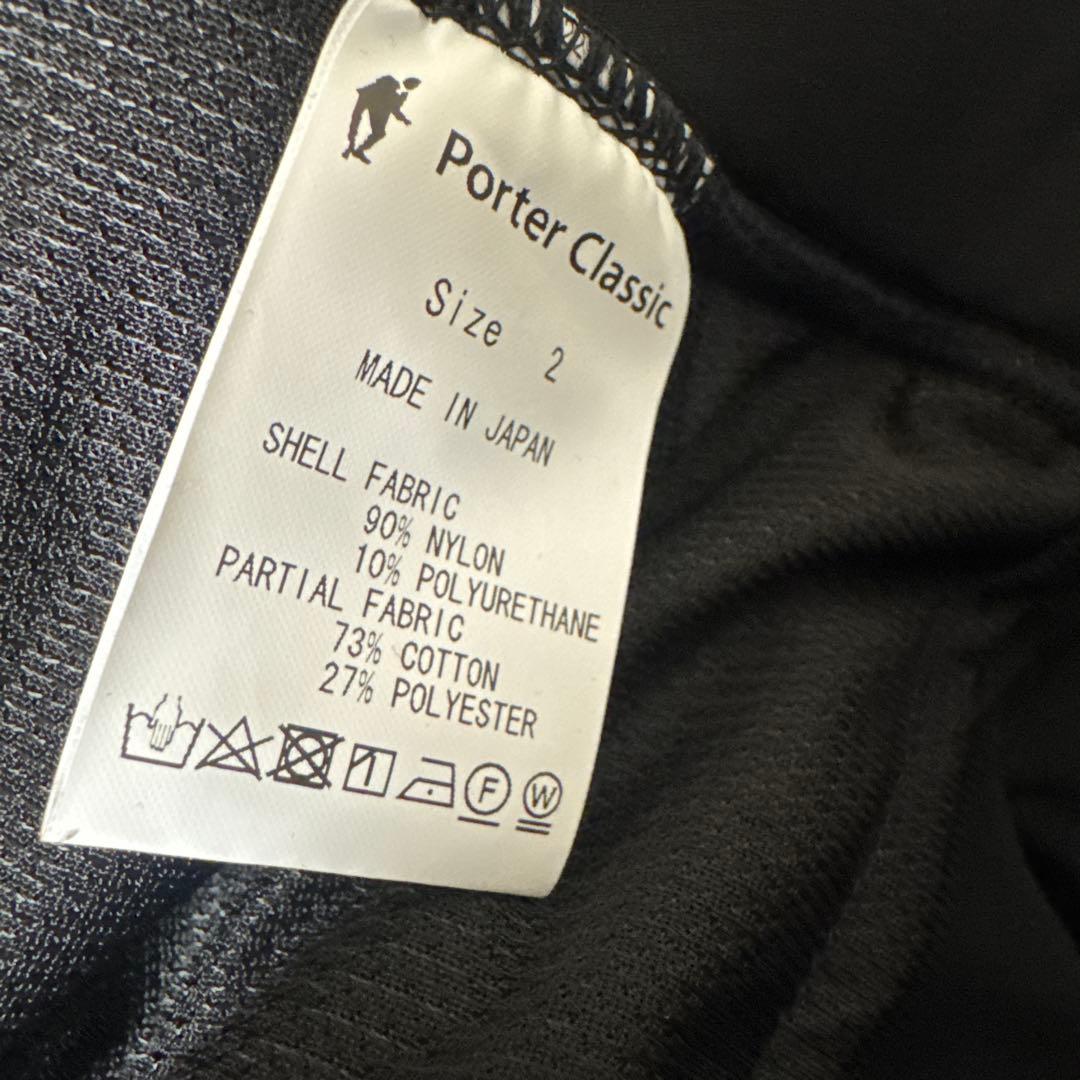 Porter Classic
Size 2
MADE IN JAPAN
SHELL FABRIC
90% NYLON
10% POLYURETHANE
PARTIAL FABRIC
73% COTTON
27% POLYESTER
F W